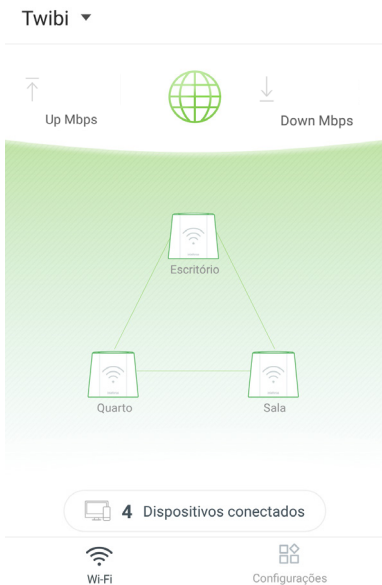 Twibi
Up Mbps
Down Mbps
Escritório
Quarto
Sala
4 Dispositivos conectados
Wi-Fi
Configurações